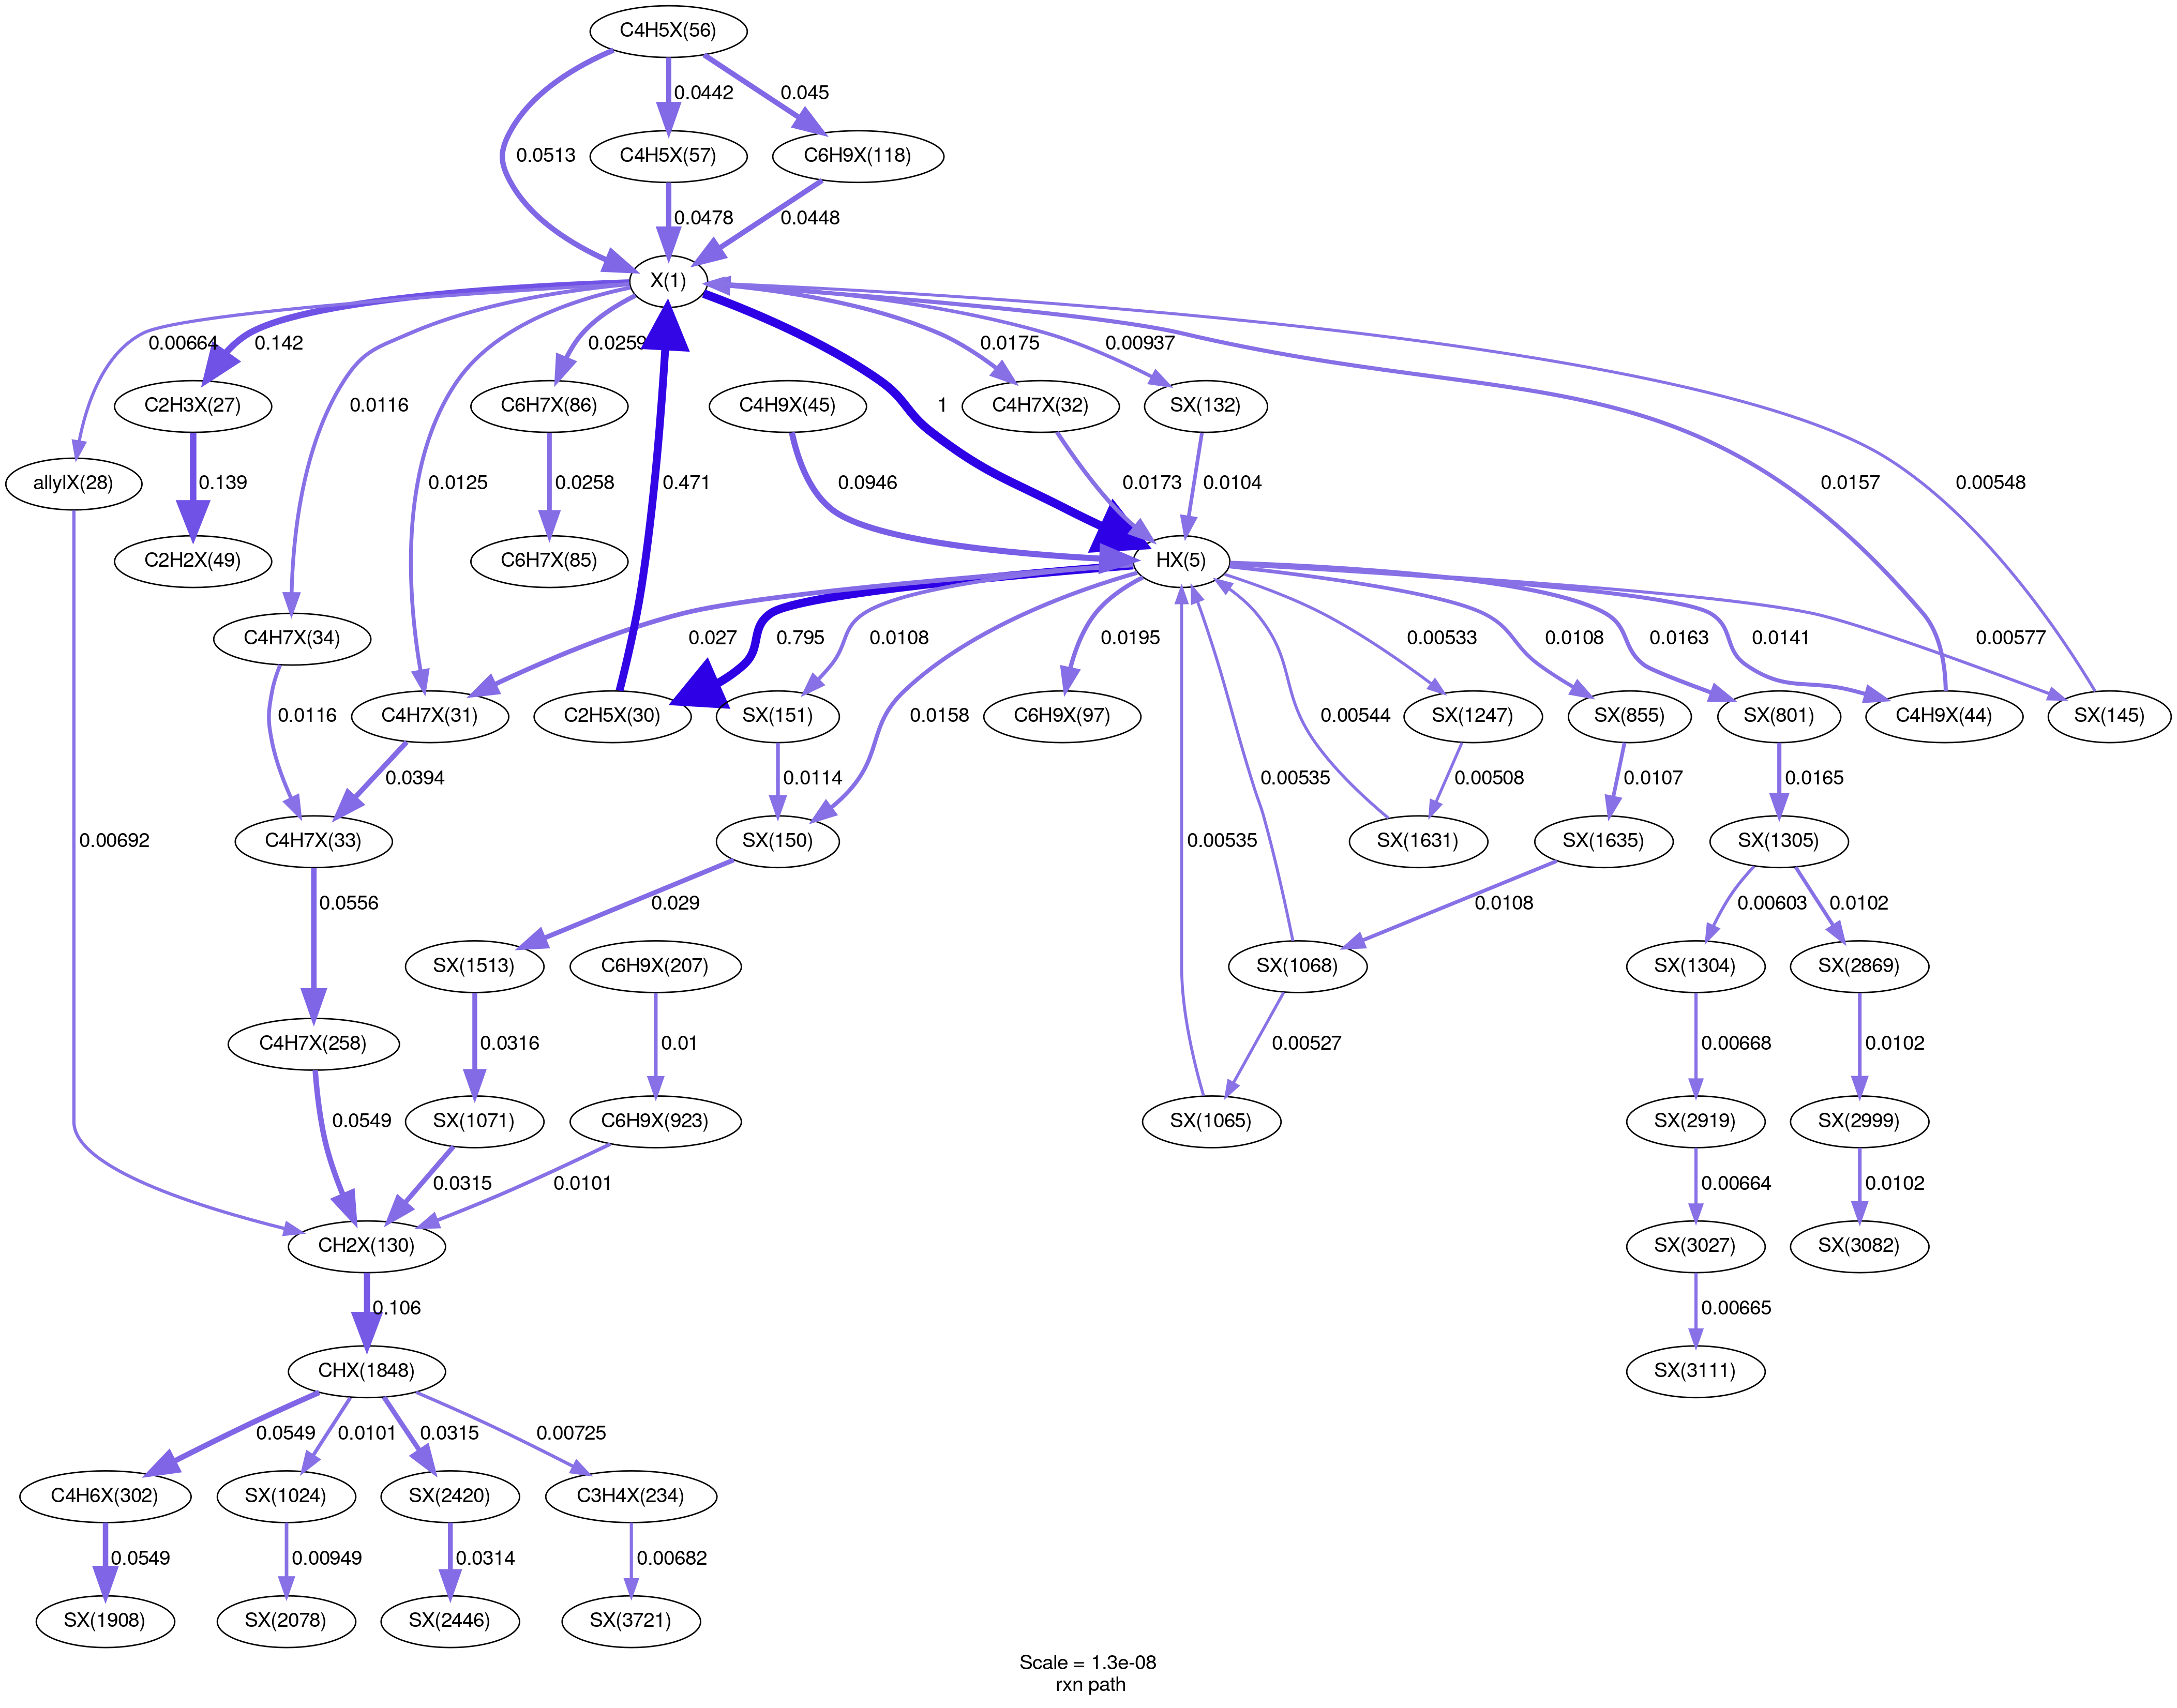 C4H5X(56)
0.0442
0.045
0.0513
C4H5X(57)
C6H9X(118)
0.0478
0.0448
X(1)
0.00664
0.142
0.0259
0.0175
0.00937
1
C2H3X(27)
0.0116
C6H7X(86)
C4H9X(45)
C4H7X(32)
SX(132)
allylX(28)
0.139
0.0125
0.0258
0.471
0.0946
0.0173
0.0104
0.0157
0.00548
C2H2X(49)
C6H7X(85)
HX(5)
C4H7X(34)
0.027
0.795
0.0108
0.0195
0.00533
0.0108
0.0163
0.0141
0.00577
C4H7X(31)
C2H5X(30)
SX(151)
0.0158
C6H9X(97)
0.00544
SX(1247)
SX(855)
SX(801)
C4H9X(44)
SX(145)
0.0116
0.0394
0.0114
0.00535
0.00508
0.0107
0.0165
0.00692
C4H7X(33)
SX(150)
0.00535
SX(1631)
SX(1635)
SX(1305)
0.0556
0.029
0.0108
0.00603
0.0102
SX(1513)
C6H9X(207)
SX(1068)
SX(1304)
SX(2869)
C4H7X(258)
0.0316
0.01
0.00527
0.00668
0.0102
0.0549
SX(1071)
C6H9X(923)
SX(1065)
SX(2919)
SX(2999)
0.0315
0.0101
0.00664
0.0102
CH2X(130)
SX(3027)
SX(3082)
0.106
0.00665
CHX(1848)
SX(3111)
0.0549
0.0101
0.0315
0.00725
C4H6X(302)
SX(1024)
SX(2420)
C3H4X(234)
0.0549
0.00949
0.0314
0.00682
SX(1908)
SX(2078)
SX(2446)
SX(3721)
Scale = 1.3e-08
rxn path